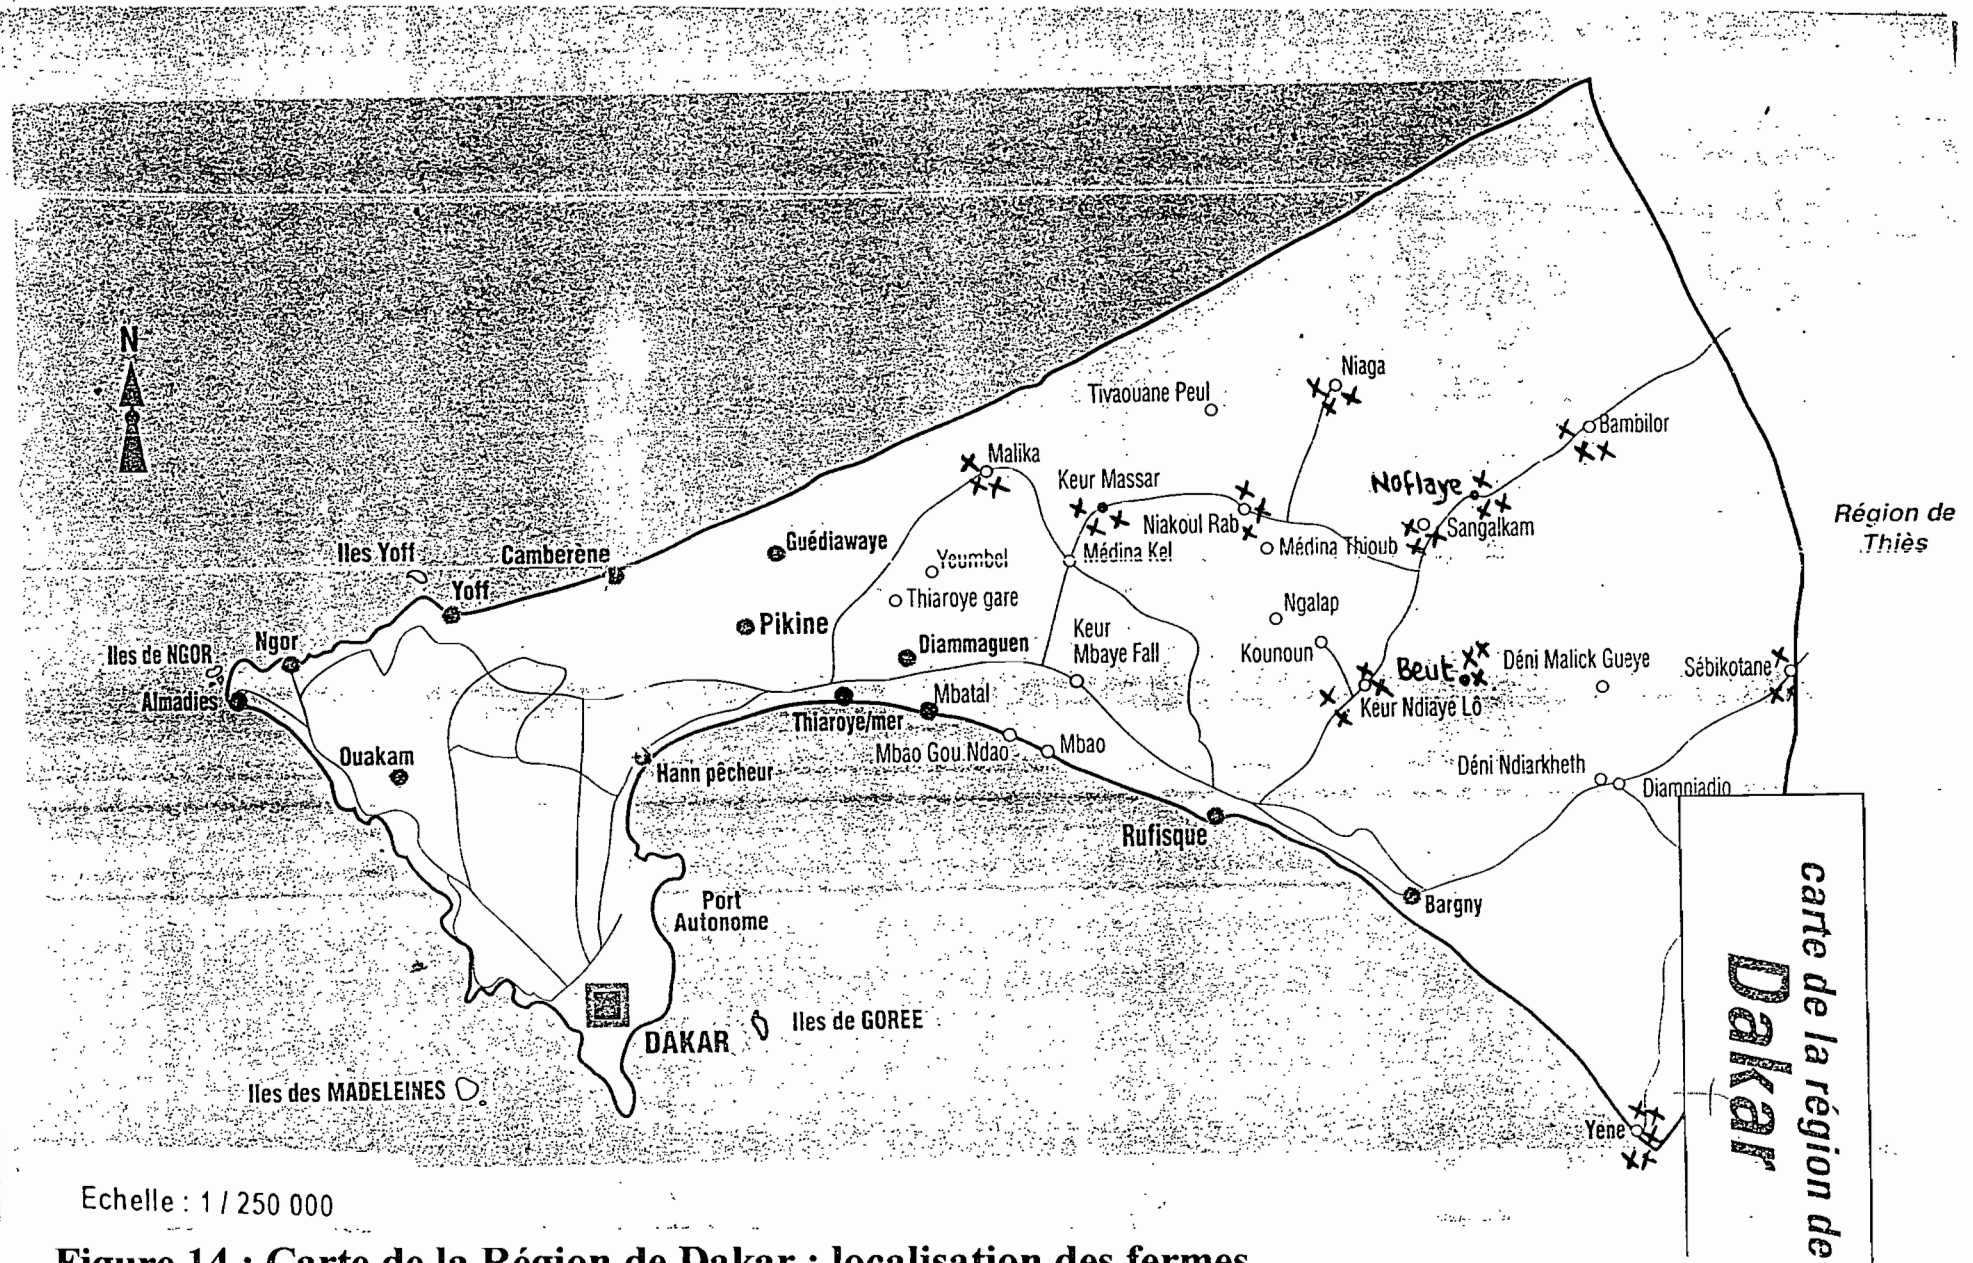 N
Niaga
Tivaouane Peul
Bambilor
Malika
Keur Massar
Noflaye
Niakoul Rab
Sangalkam
Région de
Thiès
Guédiawaye
Iles Yoff
Camberène
Yeumbel
Médina Kel
Médina Thioub
Yoff
Thiaroye gare
Ngalap
Pikine
Ngor
Diammaguen
Keur
Mbaye Fall
Kounoun
Beut
Déni Malick Gueye
Sébikotane
Iles de NGOR
Almadies
Mbatal
Thiaroye/mer
Keur Ndiaye Lô
Mbao Gou Ndao
Mbao
Ouakam
Hann pêcheur
Déni Ndiarkheth
Diamniadio
Rufisque
Port
Autonome
Bargny
DAKAR
Iles de GOREE
Iles des MADELEINES
Yene
carte de la région de
Dakar
Echelle : 1 / 250 000
Figure 14 : Carte de la Région de Dakar : localisation des fermes